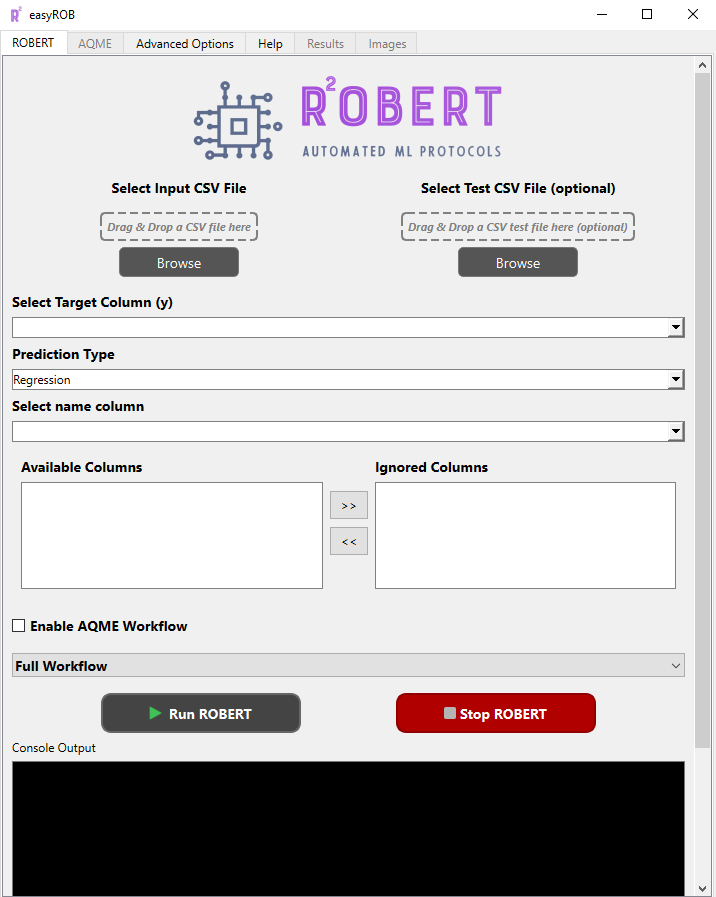 R² easyROB
ROBERT AQME Advanced Options Help Results Images
R²OBERT
AUTOMATED ML PROTOCOLS
Select Input CSV File Select Test CSV File (optional)
Drag & Drop a CSV file here Drag & Drop a CSV test file here (optional)
Browse Browse
Select Target Column (y)
Prediction Type
Regression
Select name column
Available Columns Ignored Columns
>>
<<
Enable AQME Workflow
Full Workflow
Run ROBERT Stop ROBERT
Console Output